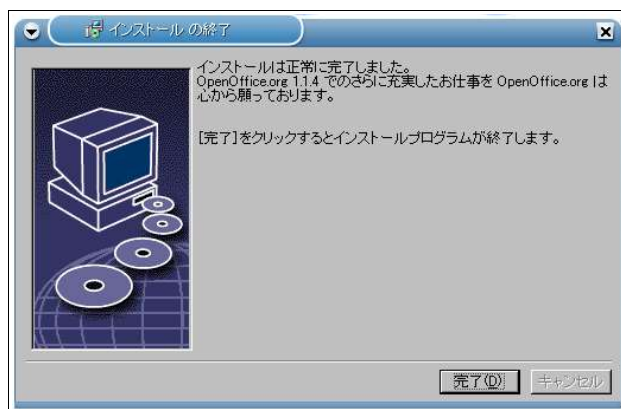 インストール の終了
インストールは正常に完了しました。
OpenOffice.org 1.1.4 でのさらに充実したお仕事を OpenOffice.org は
心から願っております。
[完了]をクリックするとインストールプログラムが終了します。
完了(D) キャンセル